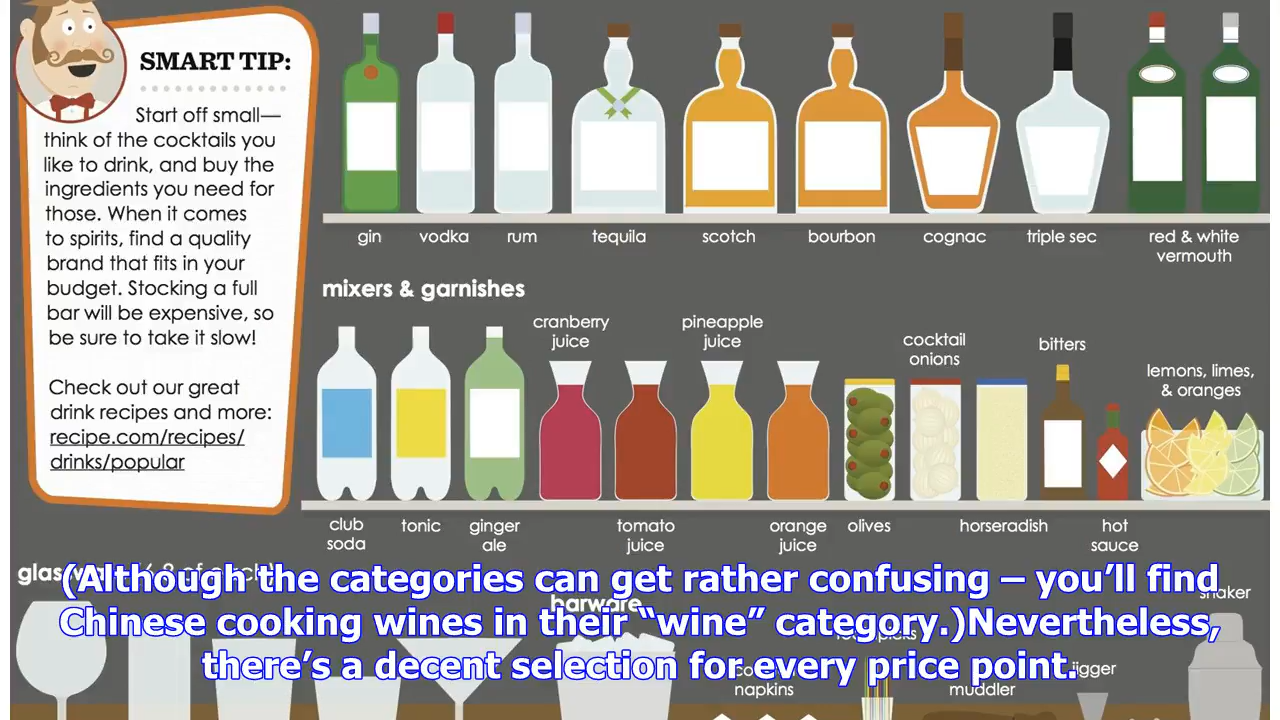 SMART TIP:
Start off small—
think of the cocktails you
like to drink, and buy the
ingredients you need for
those. When it comes
to spirits, find a quality
brand that fits in your
budget. Stocking a full
bar will be expensive, so
be sure to take it slow!
Check out our great
drink recipes and more:
recipe.com/recipes/
drinks/popular
gin vodka rum tequila scotch bourbon cognac triple sec red & white
vermouth
mixers & garnishes
cranberry
juice
pineapple
juice
cocktail
onions
bitters
lemons, limes,
& oranges
club
soda
tonic
ginger
ale
tomato
juice
orange
juice
olives
horseradish
hot
sauce
barware
shaker
napkins
muddler
(Although the categories can get rather confusing – you’ll find
Chinese cooking wines in their “wine” category.)Nevertheless,
there’s a decent selection for every price point.